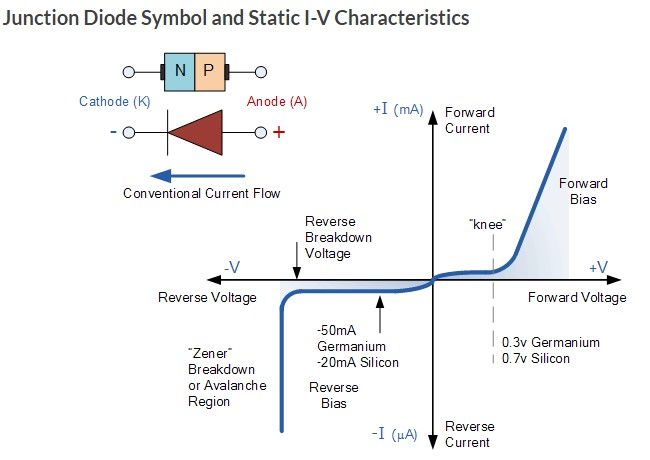 Junction Diode Symbol and Static I-V Characteristics
N P
Cathode (K)
Anode (A)
- +
Conventional Current Flow
+I (mA)
Forward
Current
Forward
Bias
"knee"
Reverse
Breakdown
Voltage
-V
+V
Reverse Voltage
Forward Voltage
-50mA
Germanium
-20mA Silicon
0.3v Germanium
0.7v Silicon
"Zener"
Breakdown
or Avalanche
Region
Reverse
Bias
-I (µA)
Reverse
Current